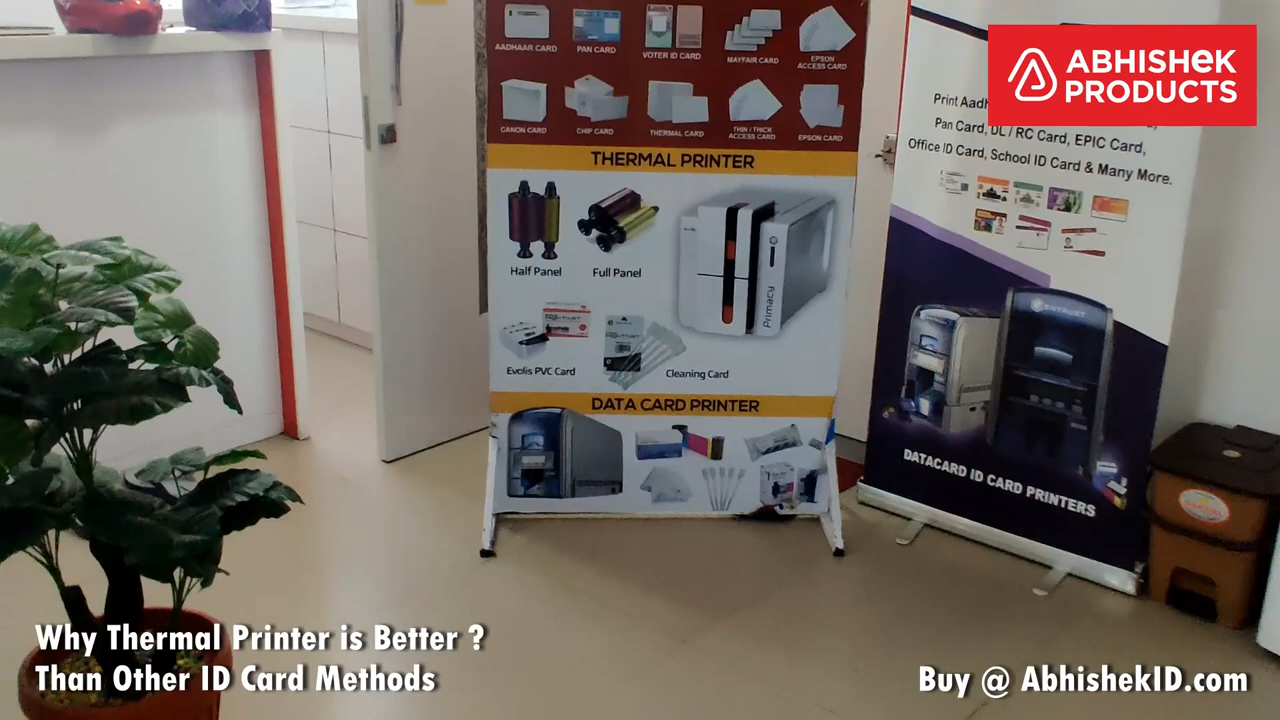 AADHAAR CARD
PAN CARD
VOTER ID CARD
MAYFAIR CARD
EPSON
ACCESS CARD
CANON CARD
CHIP CARD
THERMAL CARD
THIN / THICK
ACCESS CARD
EPSON CARD
THERMAL PRINTER
Half Panel
Full Panel
Primacy
Evolis PVC Card
Cleaning Card
DATA CARD PRINTER
ABHISHEK
PRODUCTS
Print Aadh
Pan Card, DL / RC Card, EPIC Card,
Office ID Card, School ID Card & Many More.
ENTRUST
DATACARD ID CARD PRINTERS
Why Thermal Printer is Better ?
Than Other ID Card Methods
Buy @ AbhishekID.com